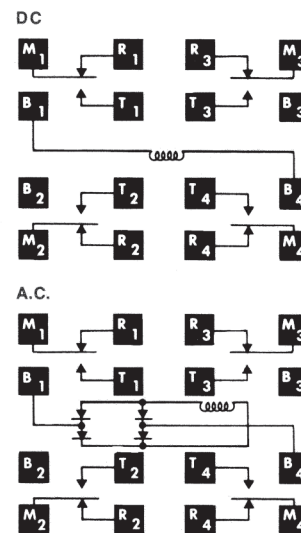 DC
M1 R1 R3 M3
B1 T1 T3 B3
B2 T2 T4 B4
M2 R2 R4 M4
A.C.
M1 R1 R3 M3
B1 T1 T3 B3
B2 T2 T4 B4
M2 R2 R4 M4